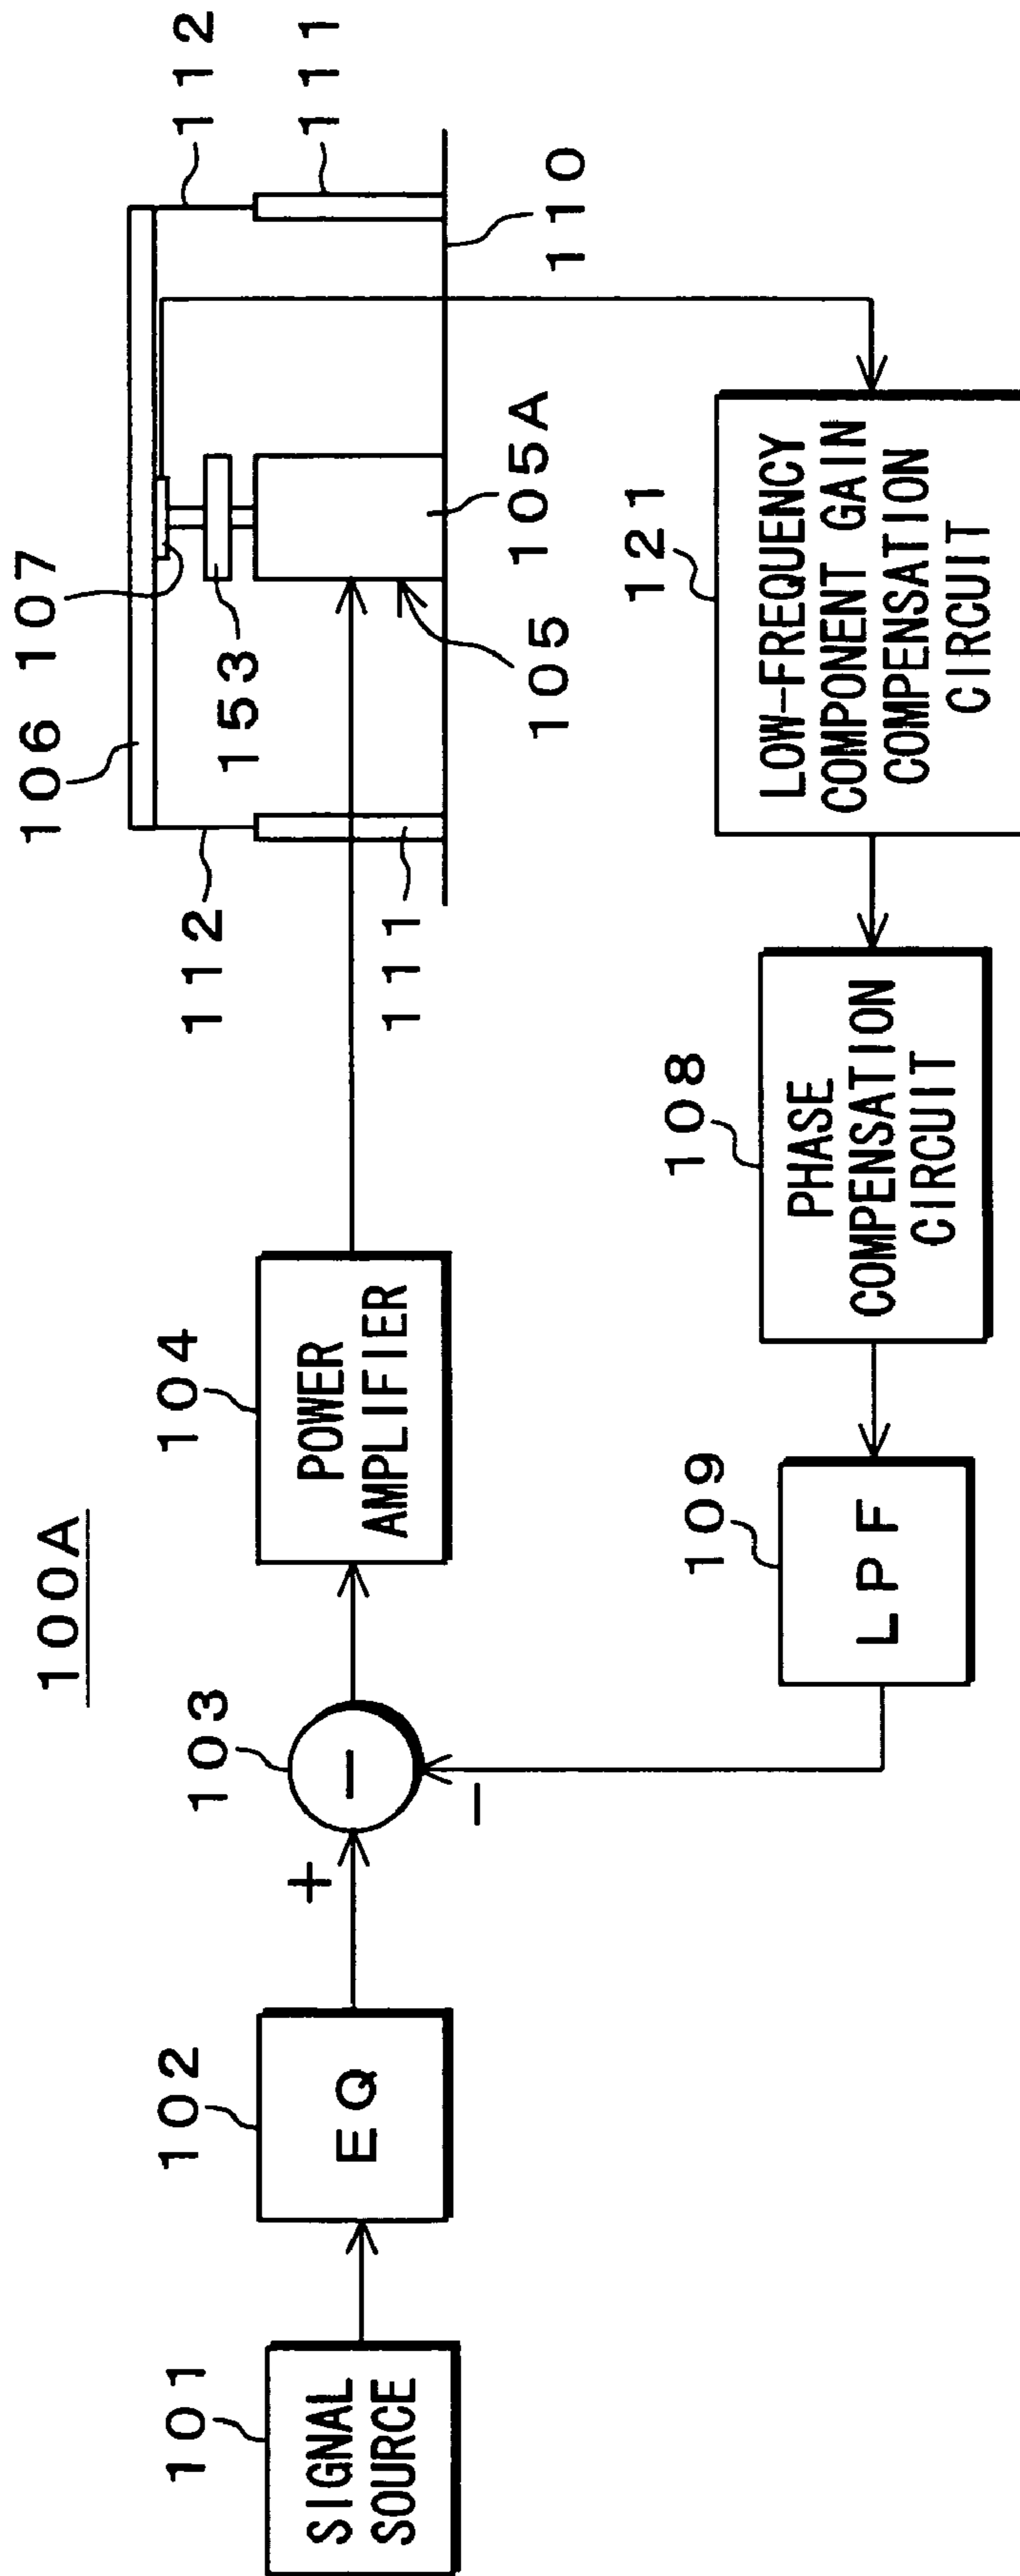 100A
106
107
112
112
153
111
111
110
105
105A
101
SIGNAL
SOURCE
102
EQ
+
103
−
−
104
POWER
AMPLIFIER
109
LPF
108
PHASE
COMPENSATION
CIRCUIT
121
LOW-FREQUENCY
COMPONENT GAIN
COMPENSATION
CIRCUIT